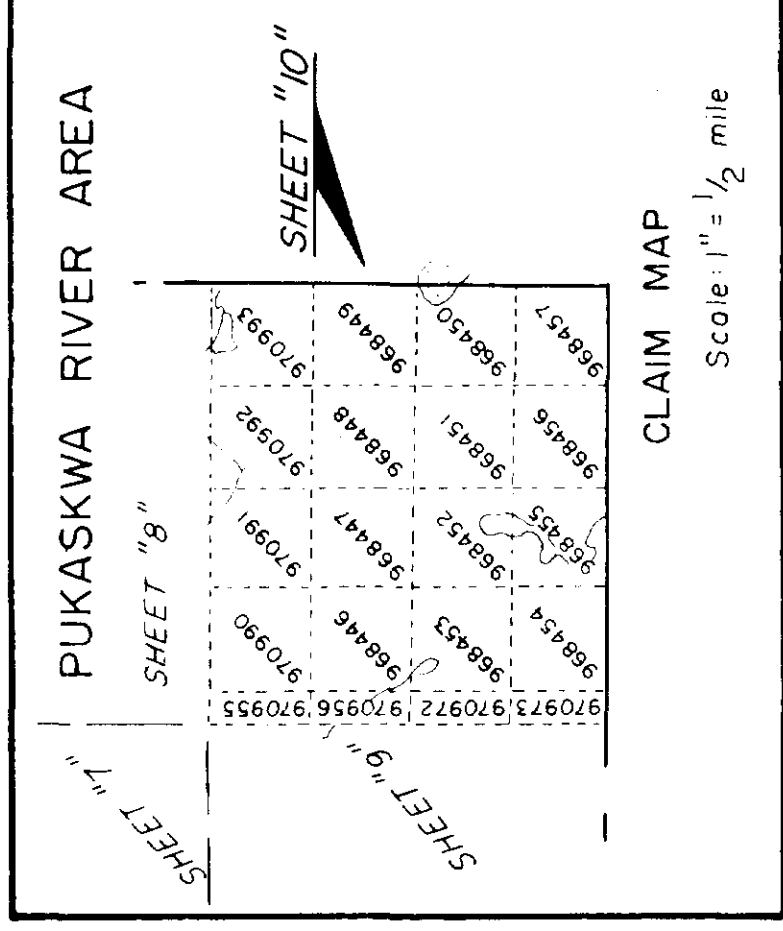 PUKASKWA RIVER AREA
SHEET "7"
SHEET "8"
SHEET "9"
SHEET "10"
970955
970990
970991
970992
970993
970956
968446
968447
968448
968449
970972
968453
968452
968451
968450
970973
968454
968455
968456
968457
CLAIM MAP
Scale: 1" = 1/2 mile